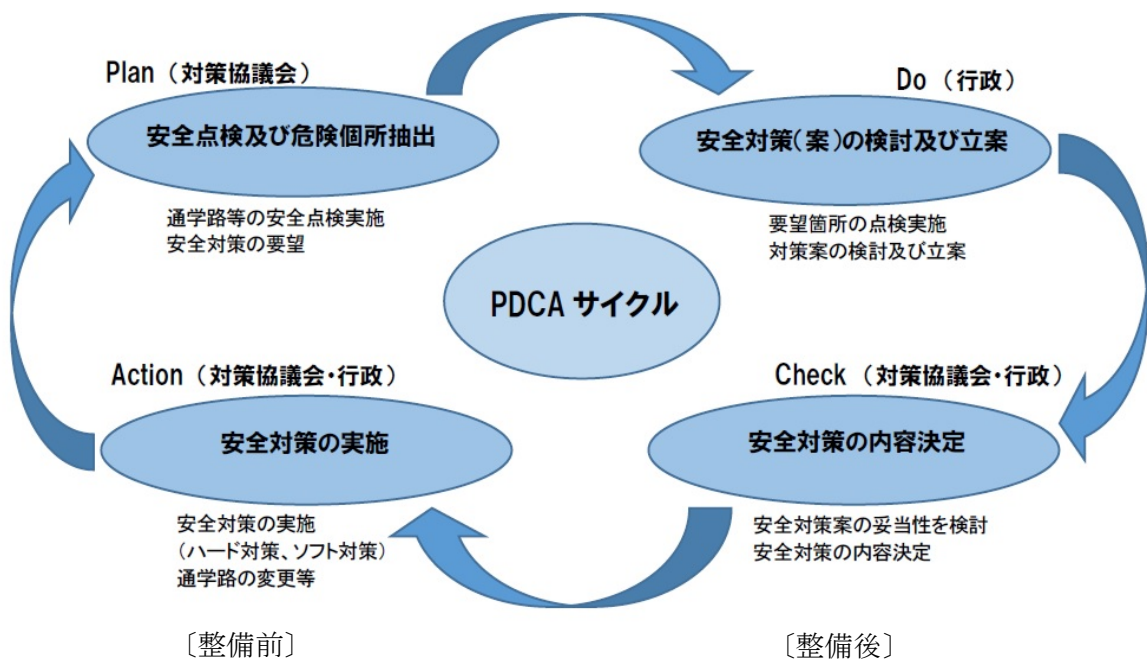 Plan（対策協議会）
安全点検及び危険個所抽出
通学路等の安全点検実施
安全対策の要望
Do（行政）
安全対策（案）の検討及び立案
要望箇所の点検実施
対策案の検討及び立案
PDCA サイクル
Action（対策協議会・行政）
安全対策の実施
安全対策の実施
（ハード対策、ソフト対策）
通学路の変更等
Check（対策協議会・行政）
安全対策の内容決定
安全対策案の妥当性を検討
安全対策の内容決定
〔整備前〕
〔整備後〕